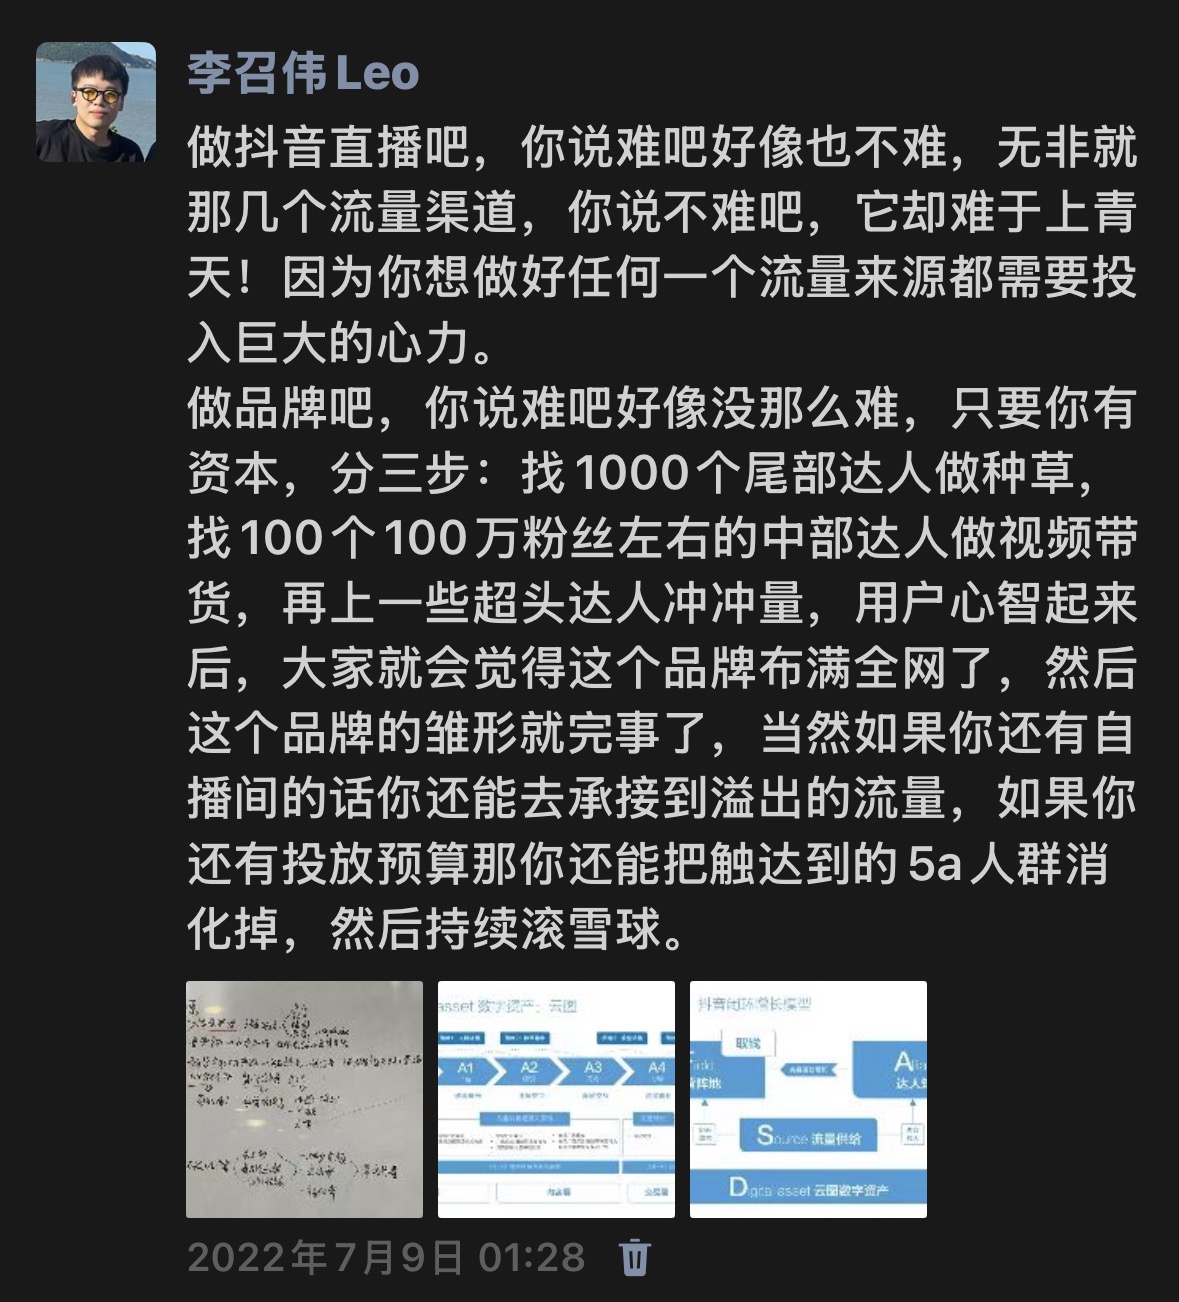 李召伟Leo
做抖音直播吧，你说难吧好像也不难，无非就
那几个流量渠道，你说不难吧，它却难于上青
天！因为你想做好任何一个流量来源都需要投
入巨大的心力。
做品牌吧，你说难吧好像没那么难，只要你有
资本，分三步：找1000个尾部达人做种草，
找100个100万粉丝左右的中部达人做视频带
货，再上一些超头达人冲冲量，用户心智起来
后，大家就会觉得这个品牌布满全网了，然后
这个品牌的雏形就完事了，当然如果你还有自
播间的话你还能去承接到溢出的流量，如果你
还有投放预算那你还能把触达到的5a人群消
化掉，然后持续滚雪球。
asset 数字资产：云图
A1 A2 A3 A4
抖音闭环增长模型
取钱
阵地
达人
Source 流量供给
Digital asset 云图数字资产
2022年7月9日 01:28